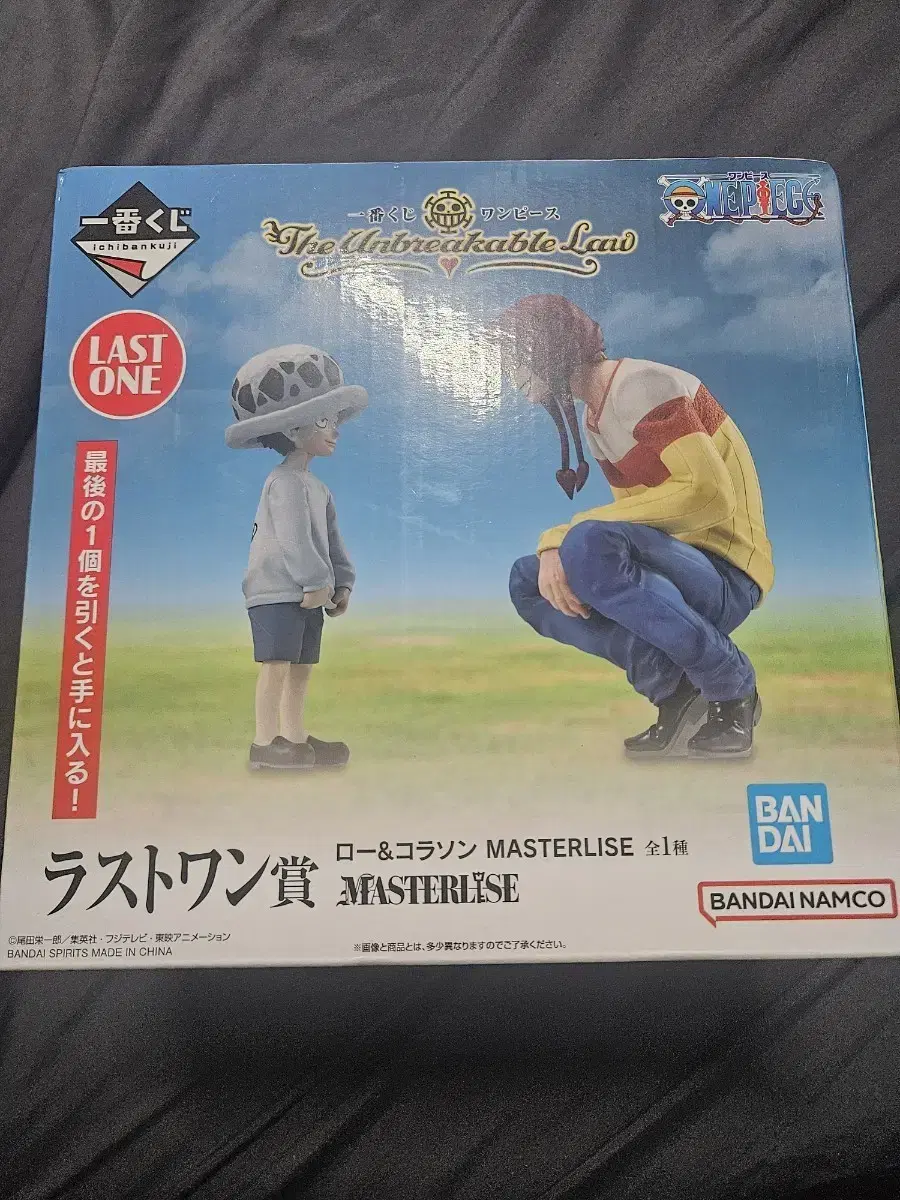 一番くじ
ichibankuji
一番くじ ワンピース
The Unbreakable Law
ワンピース
ONE PIECE
LAST
ONE
最後の1個を引くと手に入る!
ラストワン賞
ロー&コラソン MASTERLISE 全1種
MASTERLISE
BAN
DAI
BANDAI NAMCO
©尾田栄一郎/集英社・フジテレビ・東映アニメーション
BANDAI SPIRITS MADE IN CHINA
※画像と商品とは、多少異なりますのでご了承ください。